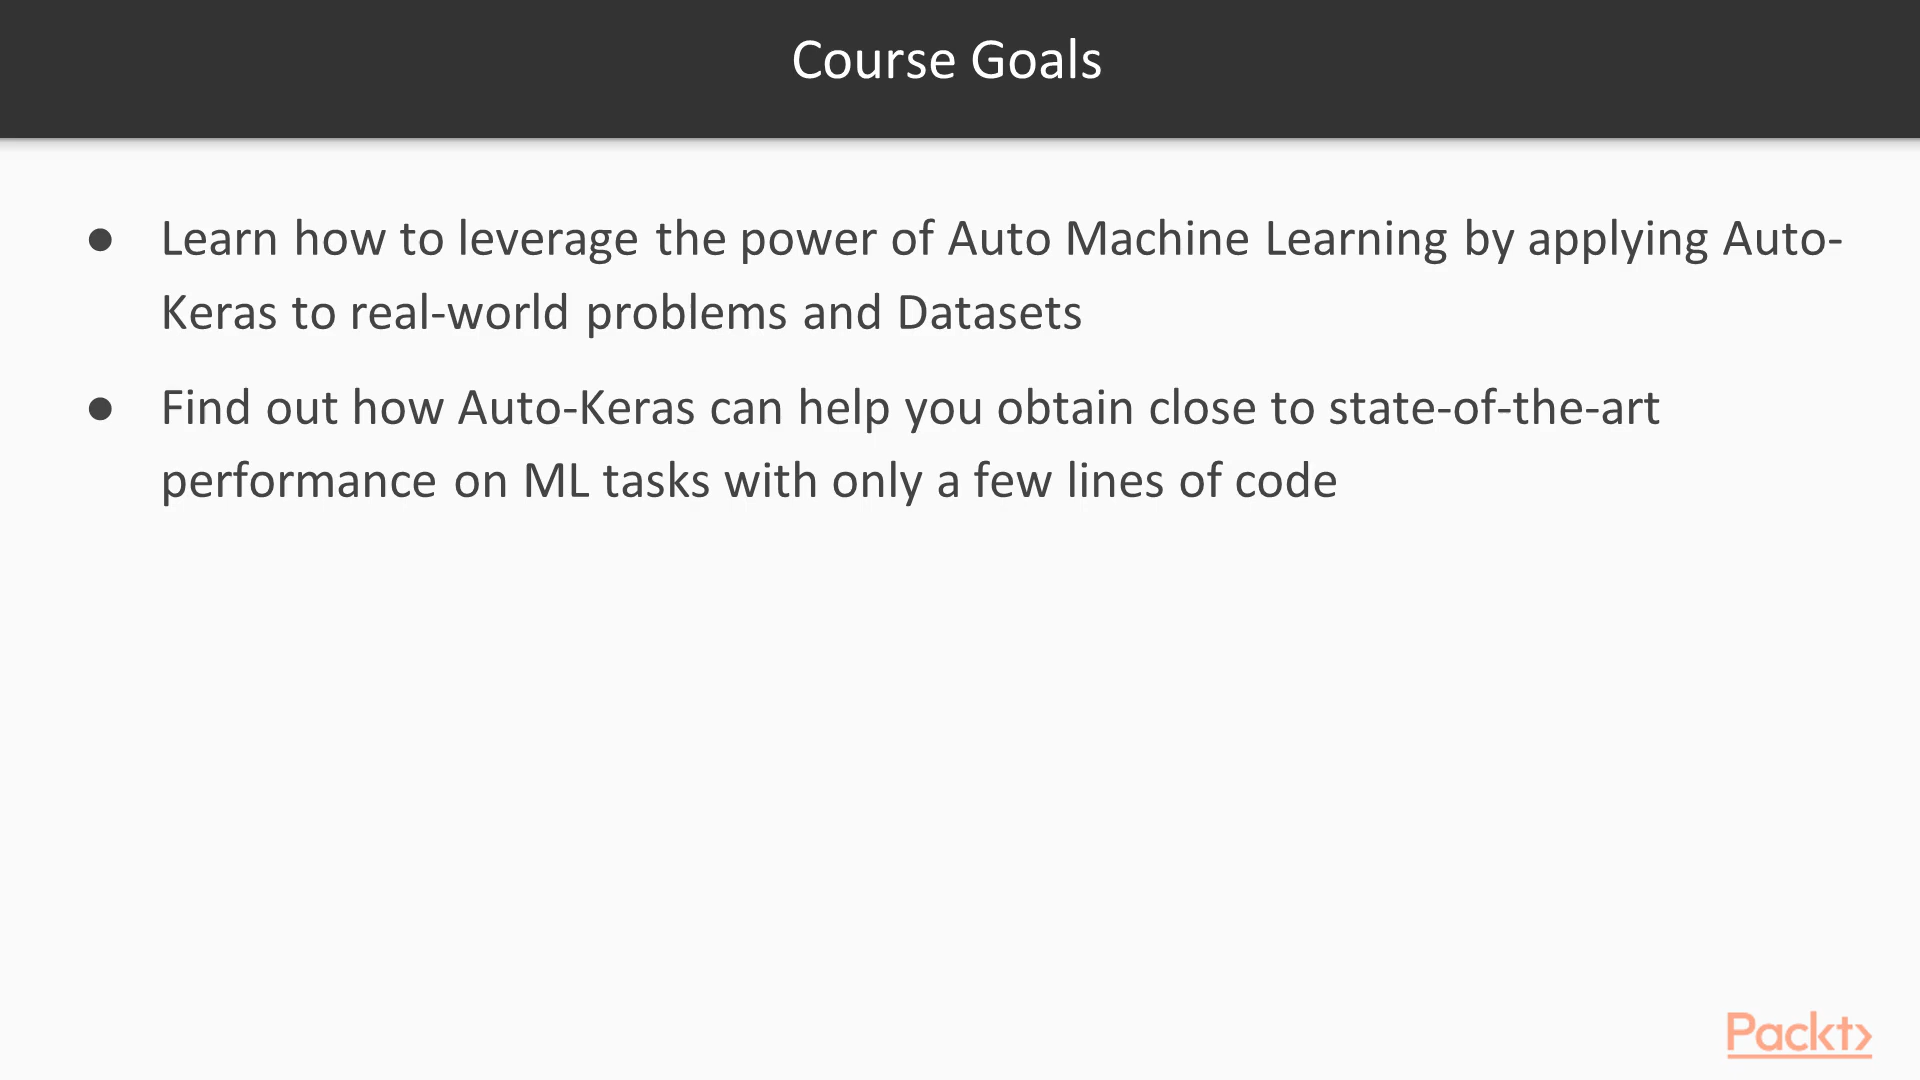 Course Goals
● Learn how to leverage the power of Auto Machine Learning by applying Auto-
Keras to real-world problems and Datasets
● Find out how Auto-Keras can help you obtain close to state-of-the-art
performance on ML tasks with only a few lines of code
Packt>